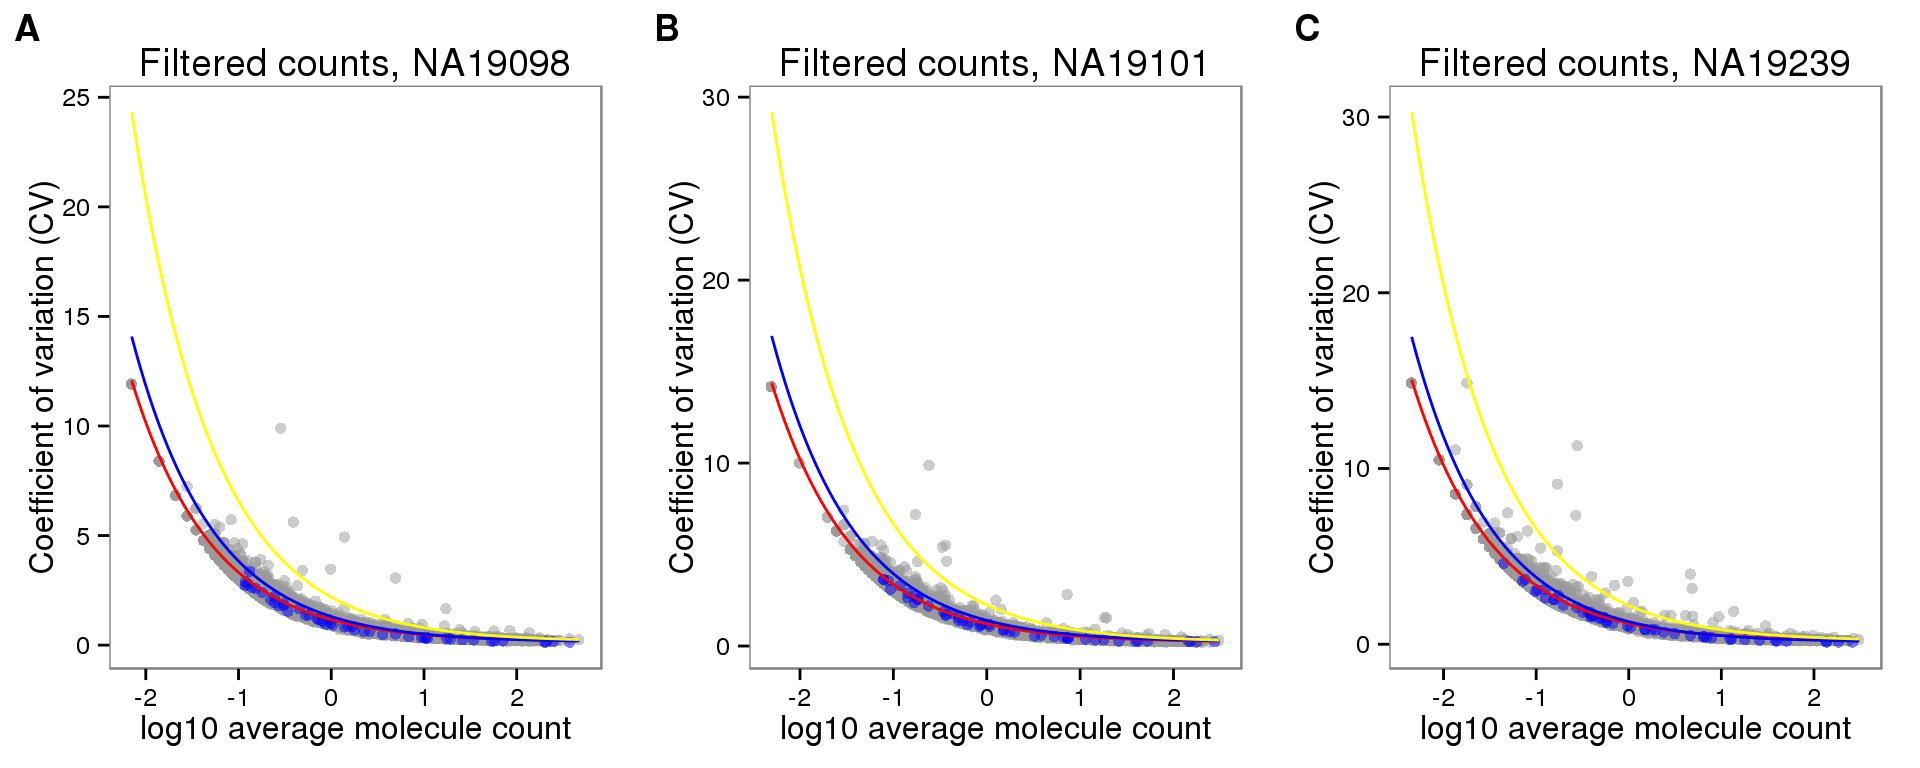 A
Filtered counts, NA19098
Coefficient of variation (CV)
25
20
15
10
5
0
-2 -1 0 1 2
log10 average molecule count
B
Filtered counts, NA19101
Coefficient of variation (CV)
30
20
10
0
-2 -1 0 1 2
log10 average molecule count
C
Filtered counts, NA19239
Coefficient of variation (CV)
30
20
10
0
-2 -1 0 1 2
log10 average molecule count